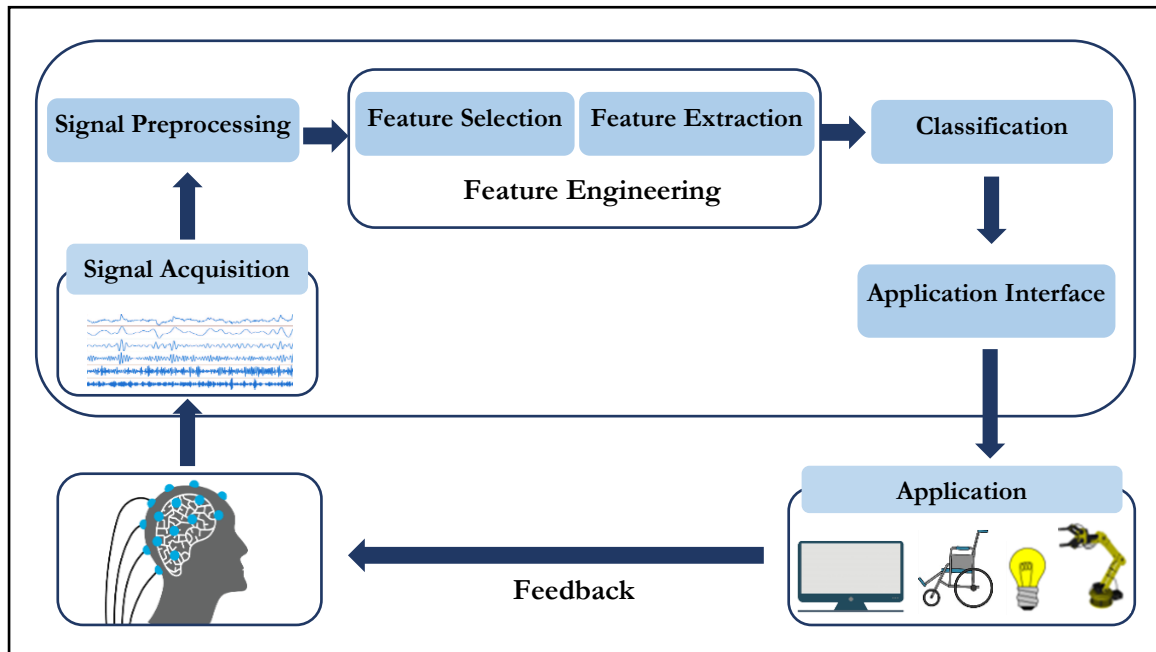 Signal Preprocessing
Feature Selection
Feature Extraction
Feature Engineering
Classification
Signal Acquisition
Application Interface
Application
Feedback